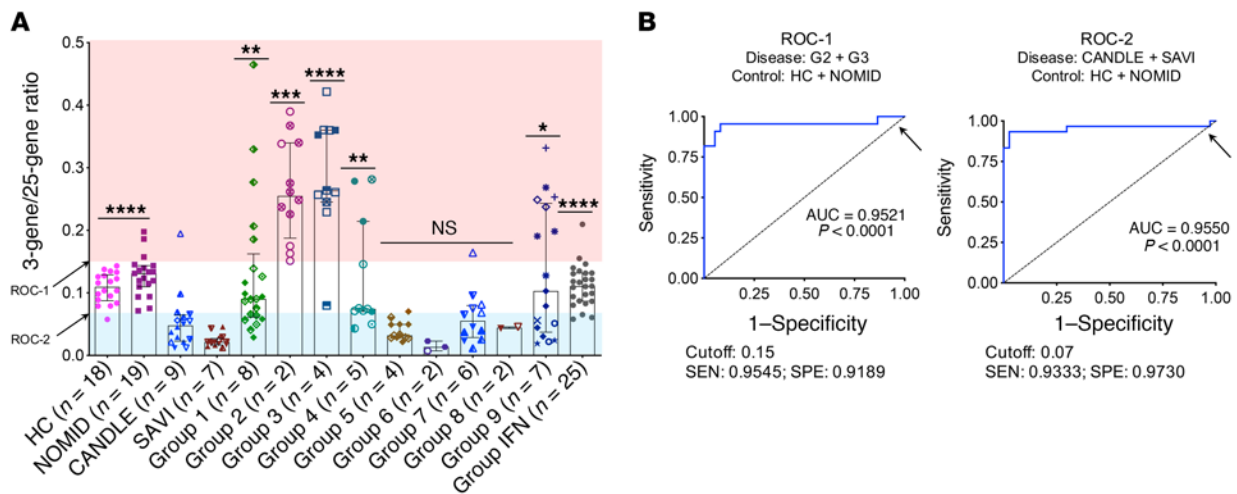 A
3-gene/25-gene ratio
0.5
0.4
0.3
0.2
0.1
0.0
ROC-1
ROC-2
**
***
****
**
*
****
****
NS
HC (n = 18)
NOMID (n = 19)
CANDLE (n = 9)
SAVI (n = 7)
Group 1 (n = 8)
Group 2 (n = 2)
Group 3 (n = 4)
Group 4 (n = 5)
Group 5 (n = 4)
Group 6 (n = 2)
Group 7 (n = 6)
Group 8 (n = 2)
Group 9 (n = 7)
Group IFN (n = 25)
B
ROC-1
Disease: G2 + G3
Control: HC + NOMID
Sensitivity
1.00
0.75
0.50
0.25
0.00
AUC = 0.9521
P < 0.0001
0.25
0.50
0.75
1.00
1–Specificity
Cutoff: 0.15
SEN: 0.9545; SPE: 0.9189
ROC-2
Disease: CANDLE + SAVI
Control: HC + NOMID
Sensitivity
1.00
0.75
0.50
0.25
0.00
AUC = 0.9550
P < 0.0001
0.25
0.50
0.75
1.00
1–Specificity
Cutoff: 0.07
SEN: 0.9333; SPE: 0.9730